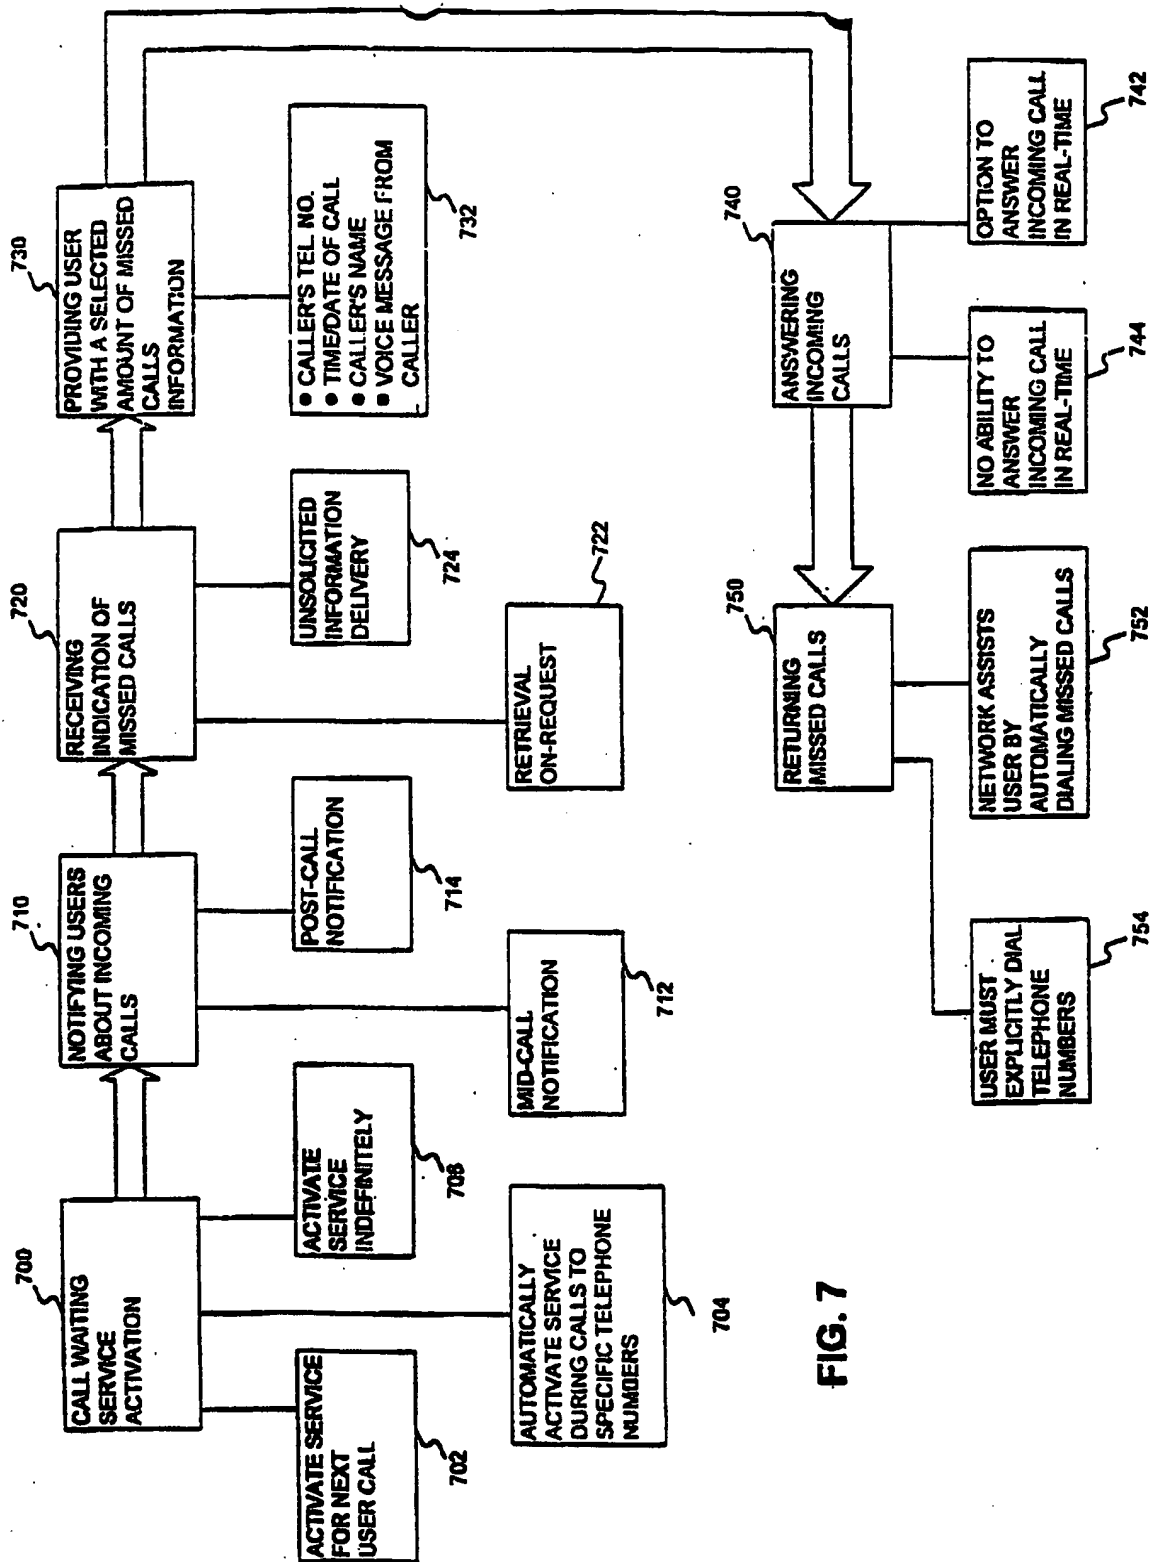 700
CALL WAITING
SERVICE
ACTIVATION
ACTIVATE SERVICE
FOR NEXT
USER CALL
702
AUTOMATICALLY
ACTIVATE SERVICE
DURING CALLS TO
SPECIFIC TELEPHONE
NUMBERS
704
ACTIVATE
SERVICE
INDEFINITELY
706
710
NOTIFYING USERS
ABOUT INCOMING
CALLS
MID-CALL
NOTIFICATION
712
POST-CALL
NOTIFICATION
714
720
RECEIVING
INDICATION OF
MISSED CALLS
RETRIEVAL
ON-REQUEST
722
UNSOLICITED
INFORMATION
DELIVERY
724
730
PROVIDING USER
WITH A SELECTED
AMOUNT OF MISSED
CALLS
INFORMATION
● CALLER'S TEL. NO.
● TIME/DATE OF CALL
● CALLER'S NAME
● VOICE MESSAGE FROM
CALLER
732
740
ANSWERING
INCOMING
CALLS
OPTION TO
ANSWER
INCOMING CALL
IN REAL-TIME
742
NO ABILITY TO
ANSWER
INCOMING CALL
IN REAL-TIME
744
750
RETURNING
MISSED CALLS
NETWORK ASSISTS
USER BY
AUTOMATICALLY
DIALING MISSED CALLS
752
USER MUST
EXPLICITLY DIAL
TELEPHONE
NUMBERS
754
FIG. 7